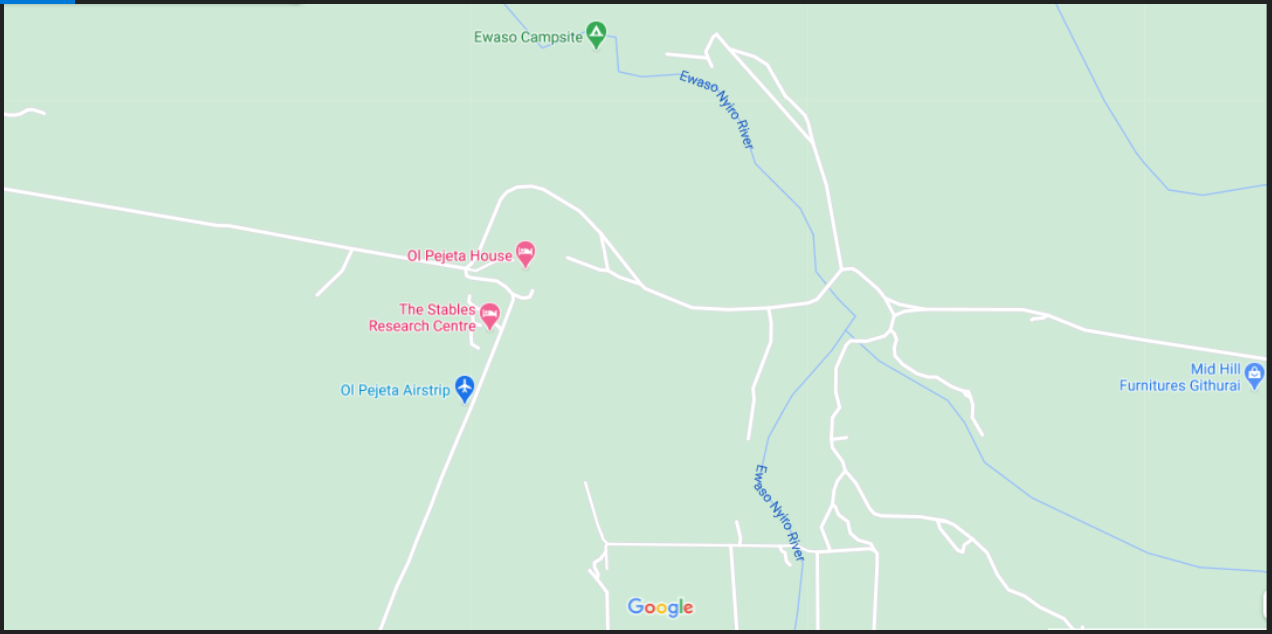 Ewaso Campsite
Ewaso Nyiro River
Ol Pejeta House
The Stables
Research Centre
Ol Pejeta Airstrip
Mid Hill
Furnitures Githurai
Ewaso Nyiro River
Google